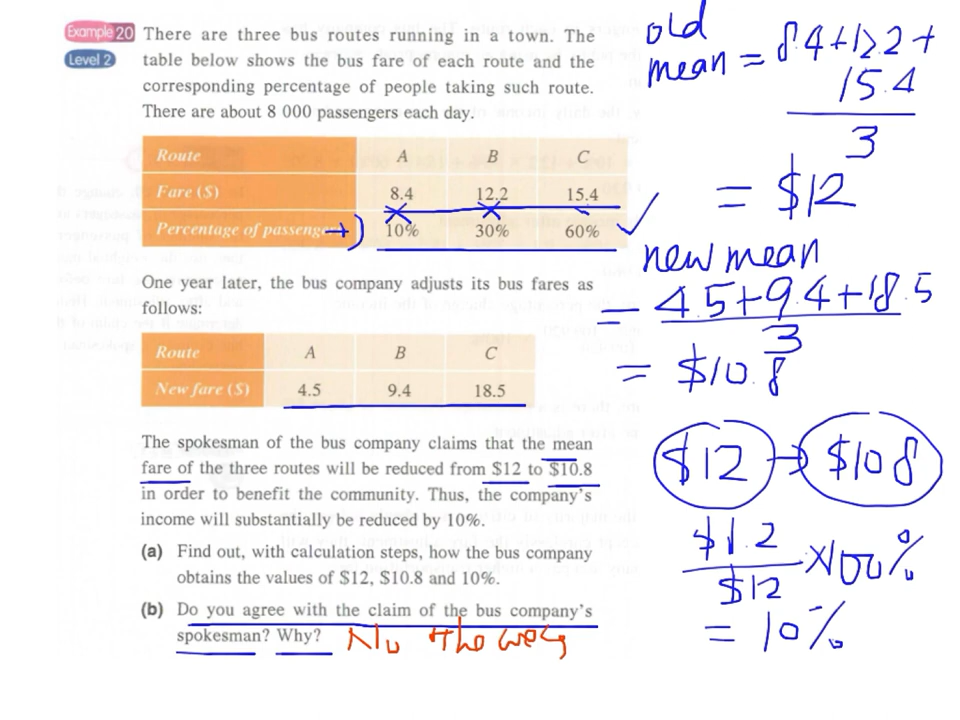 Example 20 There are three bus routes running in a town. The
Level 2 table below shows the bus fare of each route and the
corresponding percentage of people taking such route.
There are about 8 000 passengers each day.
Route A B C
Fare ($) 8.4 12.2 15.4
Percentage of passenge 10% 30% 60%
One year later, the bus company adjusts its bus fares as
follows:
Route A B C
New fare ($) 4.5 9.4 18.5
The spokesman of the bus company claims that the mean
fare of the three routes will be reduced from $12 to $10.8
in order to benefit the community. Thus, the company's
income will substantially be reduced by 10%.
(a) Find out, with calculation steps, how the bus company
obtains the values of $12, $10.8 and 10%.
(b) Do you agree with the claim of the bus company's
spokesman? Why?
No the
old
mean = 8.4+12.2+
15.4
3
= $12
new mean
= 4.5+9.4+18.5
3
= $10.8
$12 → $10.8
$1.2
$12
×100%
= 10%